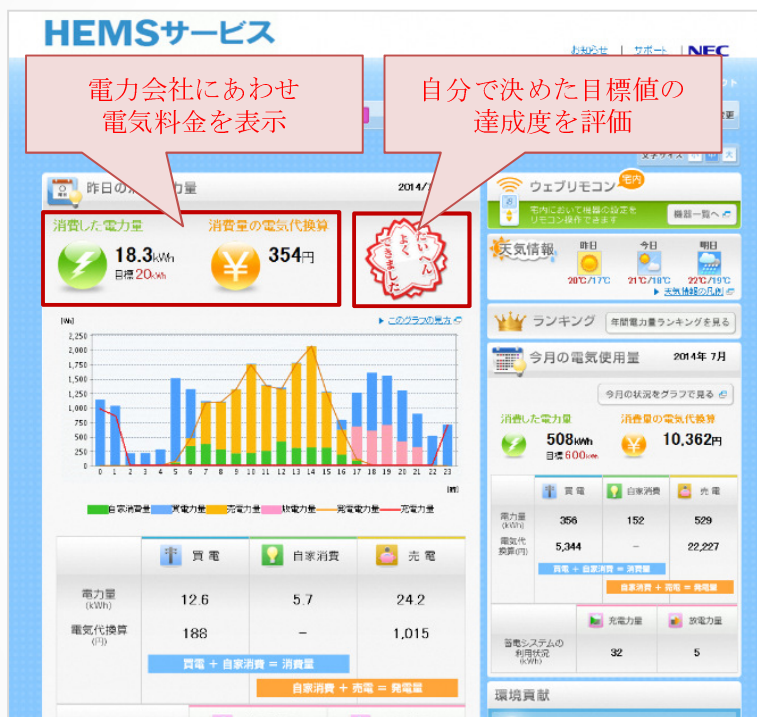 HEMSサービス
お知らせ | サポート | NEC
電力会社にあわせ
電気料金を表示
自分で決めた目標値の
達成度を評価
文字サイズ 小 中 大
昨日の
力量
2014/
消費した電力量
18.3kWh
目標20kWh
消費量の電気代換算
354円
たいへん
よく
できました
[Wh]
このグラフの見方
2,250
2,000
1,750
1,500
1,250
1,000
750
500
250
0
0 1 2 3 4 5 6 7 8 9 10 11 12 13 14 15 16 17 18 19 20 21 22 23
[時]
自家消費量 買電力量 売電力量 放電力量 発電電力量 充電力量
買電 自家消費 売電
電力量
(kWh)
12.6 5.7 24.2
電気代換算
(円)
188 – 1,015
買電 + 自家消費 = 消費量
自家消費 + 売電 = 発電量
ウェブリモコン 宅内
宅内において機器の設定を
リモコン操作できます
機器一覧へ
天気情報
昨日 今日 明日
20℃/17℃ 21℃/18℃ 22℃/19℃
天気情報の凡例
ランキング
年間電力量ランキングを見る
今月の電気使用量
2014年 7月
今月の状況をグラフで見る
消費した電力量
508kWh
目標600kWh
消費量の電気代換算
10,362円
買電 自家消費 売電
電力量
(kWh)
356 152 529
電気代
換算(円)
5,344 – 22,227
買電 + 自家消費 = 消費量
自家消費 + 売電 = 発電量
充電力量 放電力量
蓄電システムの
利用状況
(kWh)
32 5
環境貢献